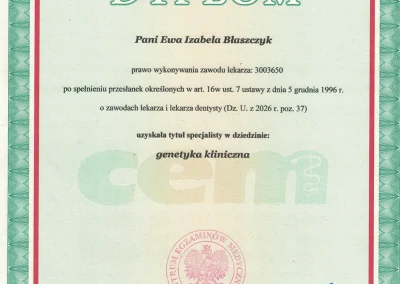 DYPLOM
Pani Ewa Izabela Błaszczyk
prawo wykonywania zawodu lekarza: 3003650
po spełnieniu przesłanek określonych w art. 16w ust. 7 ustawy z dnia 5 grudnia 1996 r.
o zawodach lekarza i lekarza dentysty (Dz. U. z 2026 r. poz. 37)
uzyskała tytuł specjalisty w dziedzinie:
genetyka kliniczna
cem